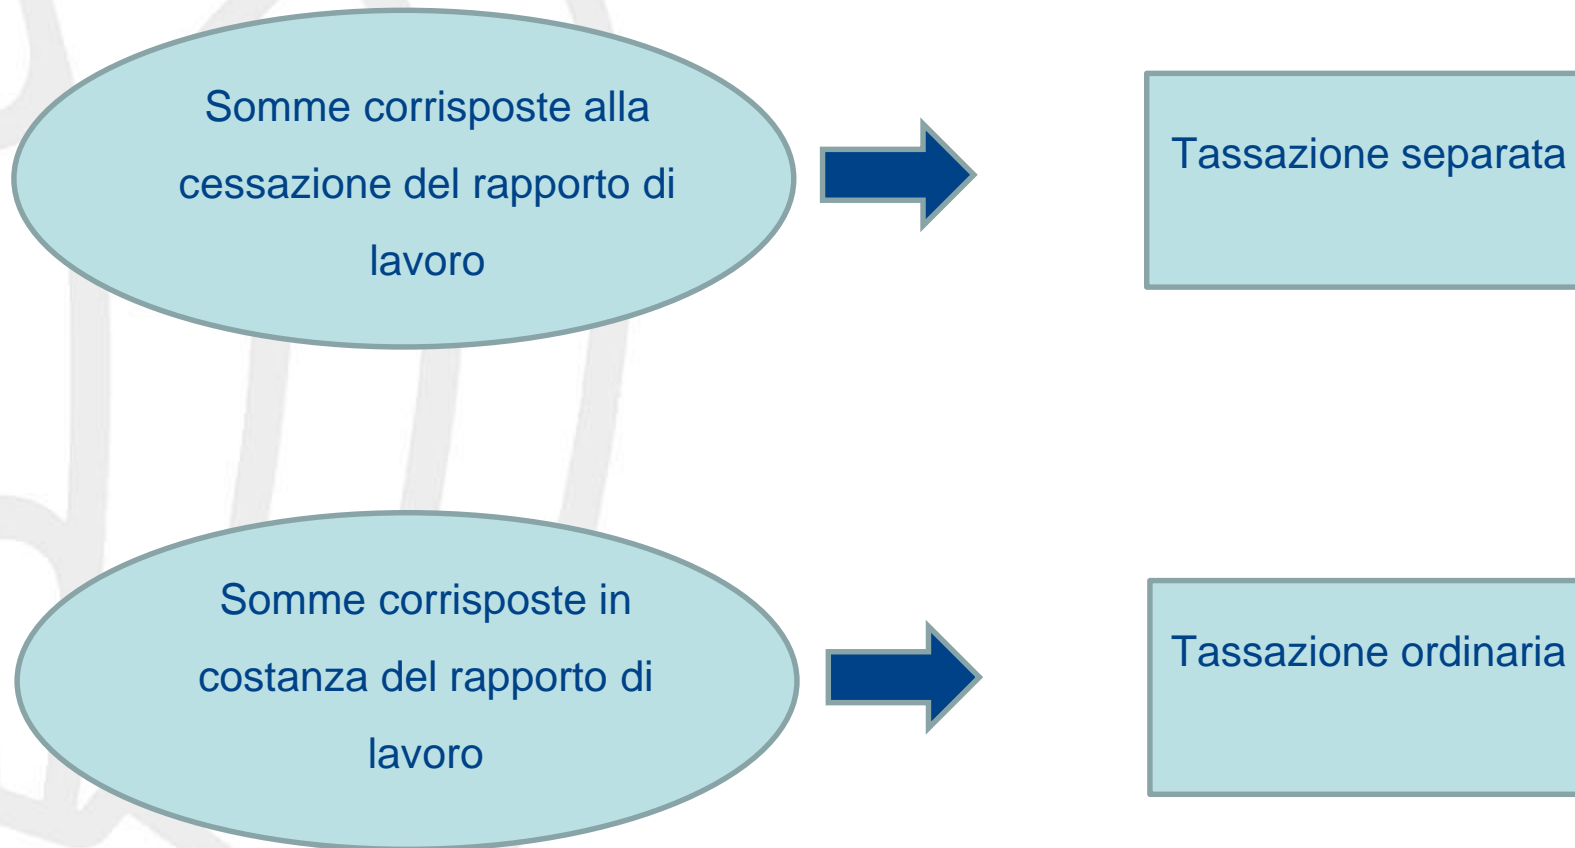 Somme corrisposte alla
cessazione del rapporto di
lavoro
Tassazione separata
Somme corrisposte in
costanza del rapporto di
lavoro
Tassazione ordinaria